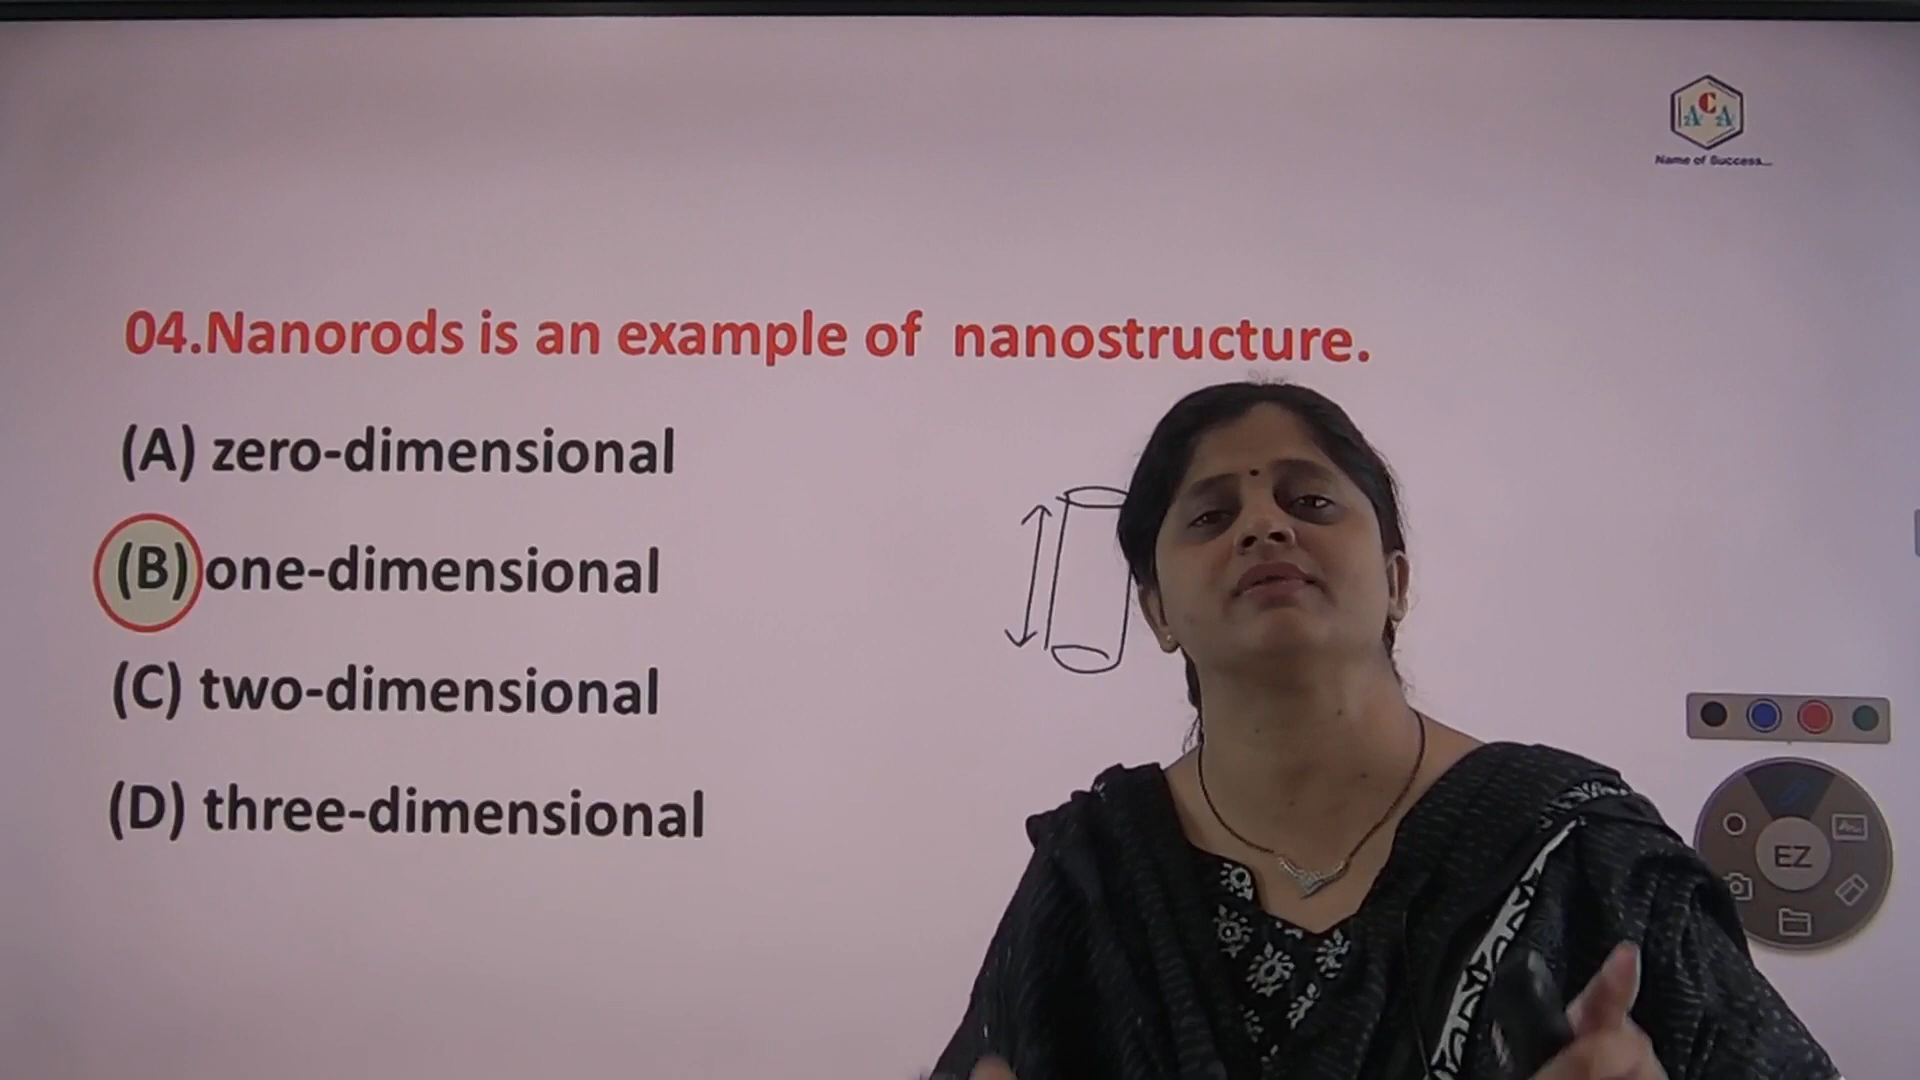 ACA
Name of Success...
04.Nanorods is an example of nanostructure.
(A) zero-dimensional
(B) one-dimensional
(C) two-dimensional
(D) three-dimensional
EZ